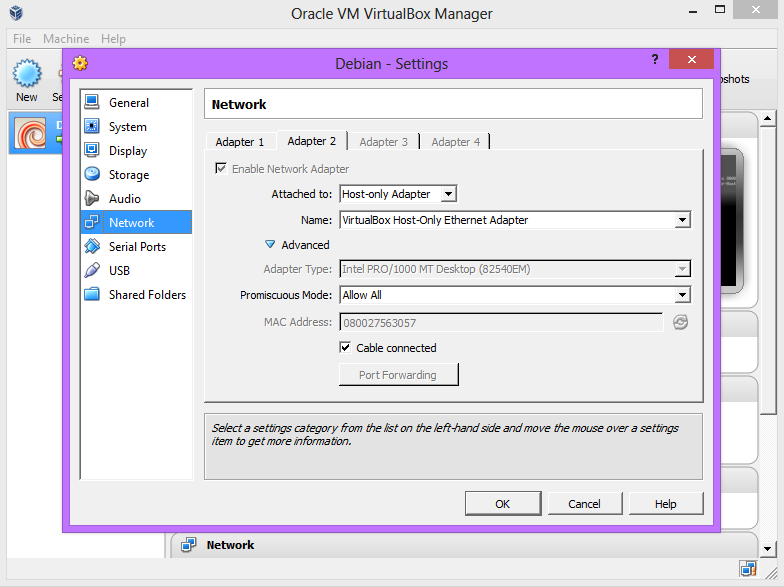 Oracle VM VirtualBox Manager
File Machine Help
Debian - Settings
?
New
General
System
Display
Storage
Audio
Network
Serial Ports
USB
Shared Folders
Network
Adapter 1 Adapter 2 Adapter 3 Adapter 4
Enable Network Adapter
Attached to: Host-only Adapter
Name: VirtualBox Host-Only Ethernet Adapter
Advanced
Adapter Type: Intel PRO/1000 MT Desktop (82540EM)
Promiscuous Mode: Allow All
MAC Address: 080027563057
Cable connected
Port Forwarding
Select a settings category from the list on the left-hand side and move the mouse over a settings
item to get more information.
OK Cancel Help
Network